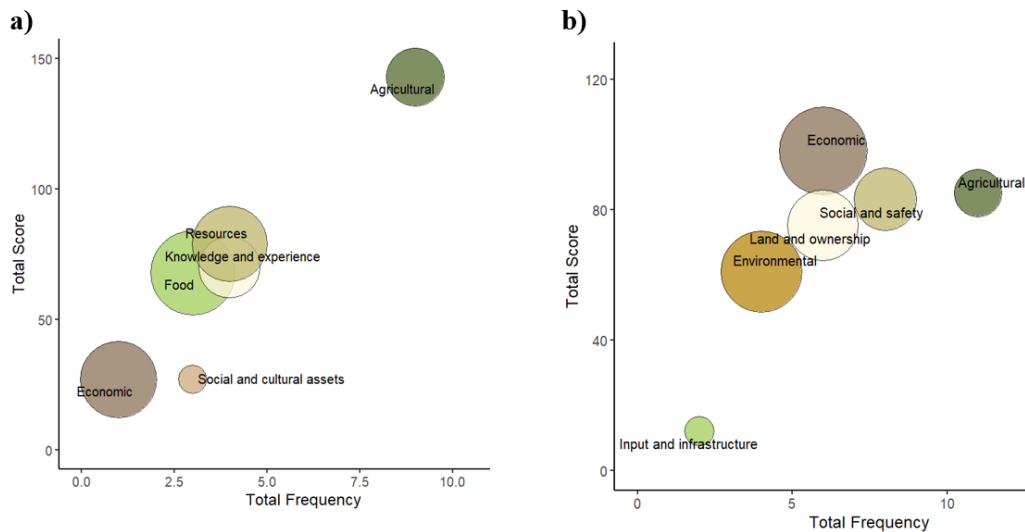 a)
Total Score
150
100
50
0
Agricultural
Resources
Knowledge and experience
Food
Economic
Social and cultural assets
0.0 2.5 5.0 7.5 10.0
Total Frequency
b)
Total Score
120
80
40
0
Economic
Agricultural
Social and safety
Land and ownership
Environmental
Input and infrastructure
0 5 10
Total Frequency